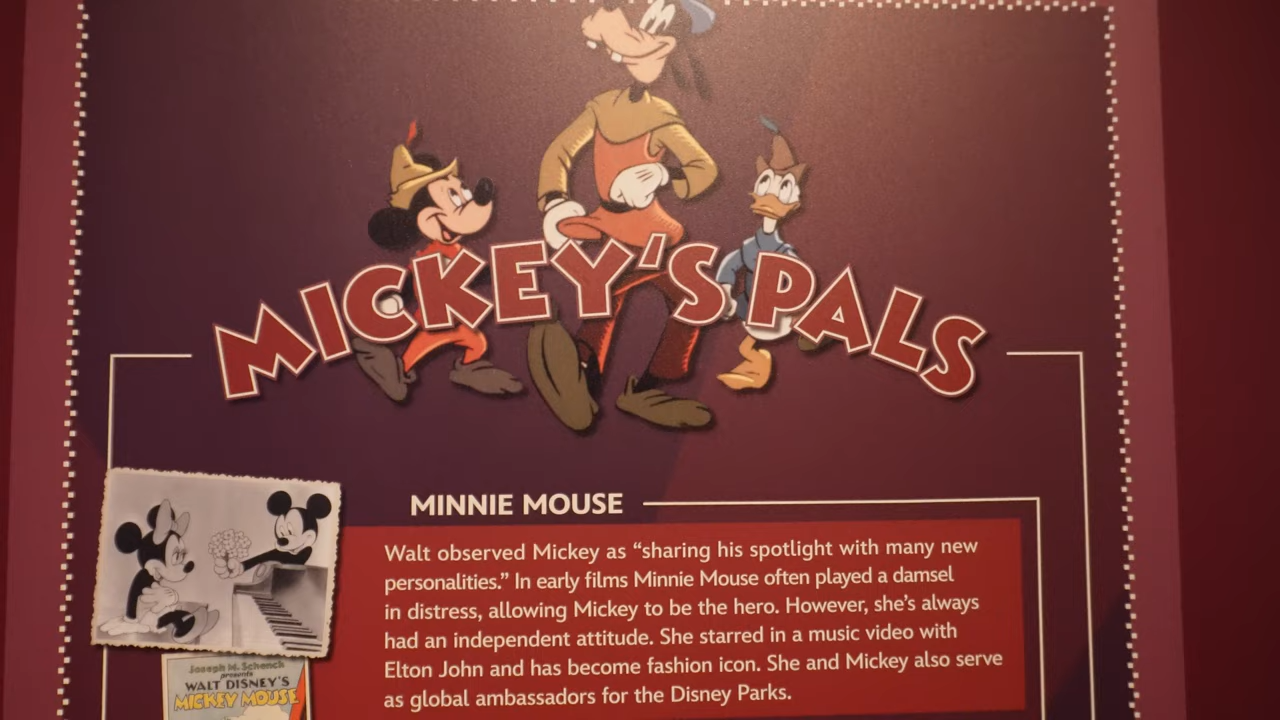 MICKEY'S PALS
MINNIE MOUSE
Walt observed Mickey as “sharing his spotlight with many new
personalities.” In early films Minnie Mouse often played a damsel
in distress, allowing Mickey to be the hero. However, she’s always
had an independent attitude. She starred in a music video with
Elton John and has become fashion icon. She and Mickey also serve
as global ambassadors for the Disney Parks.
Joseph M. Schenck
presents
WALT DISNEY'S
MICKEY MOUSE